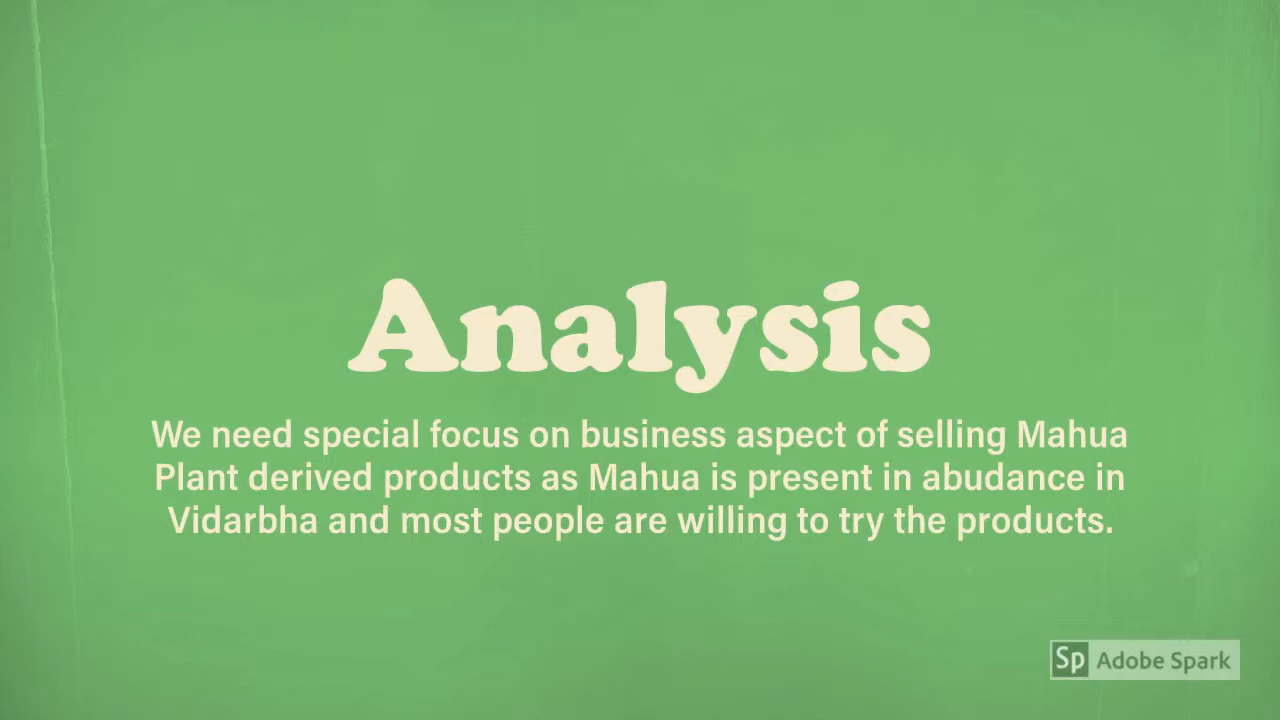 Analysis
We need special focus on business aspect of selling Mahua
Plant derived products as Mahua is present in abudance in
Vidarbha and most people are willing to try the products.
Sp Adobe Spark